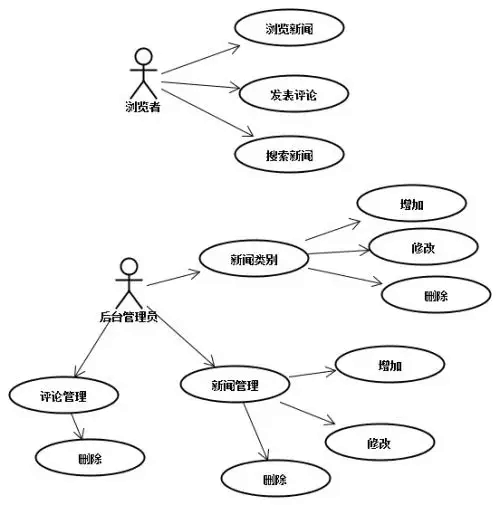 浏览新闻
浏览者
发表评论
搜索新闻
增加
新闻类别
修改
删除
后台管理员
增加
新闻管理
评论管理
修改
删除
删除